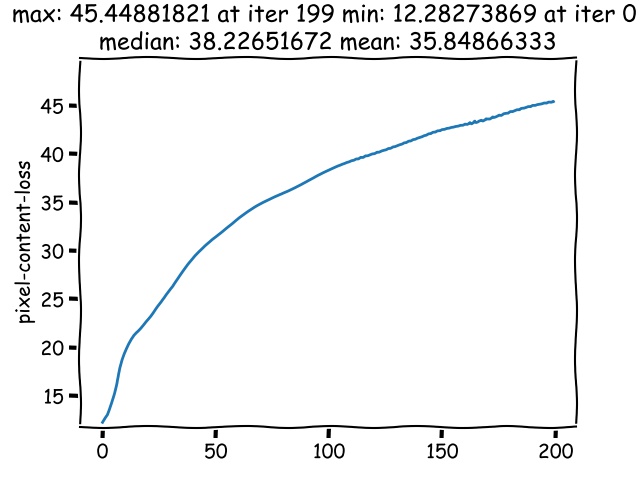 max: 45.44881821 at iter 199 min: 12.28273869 at iter 0
median: 38.22651672 mean: 35.84866333
45
40
35
30
25
20
15
pixel-content-loss
0 50 100 150 200